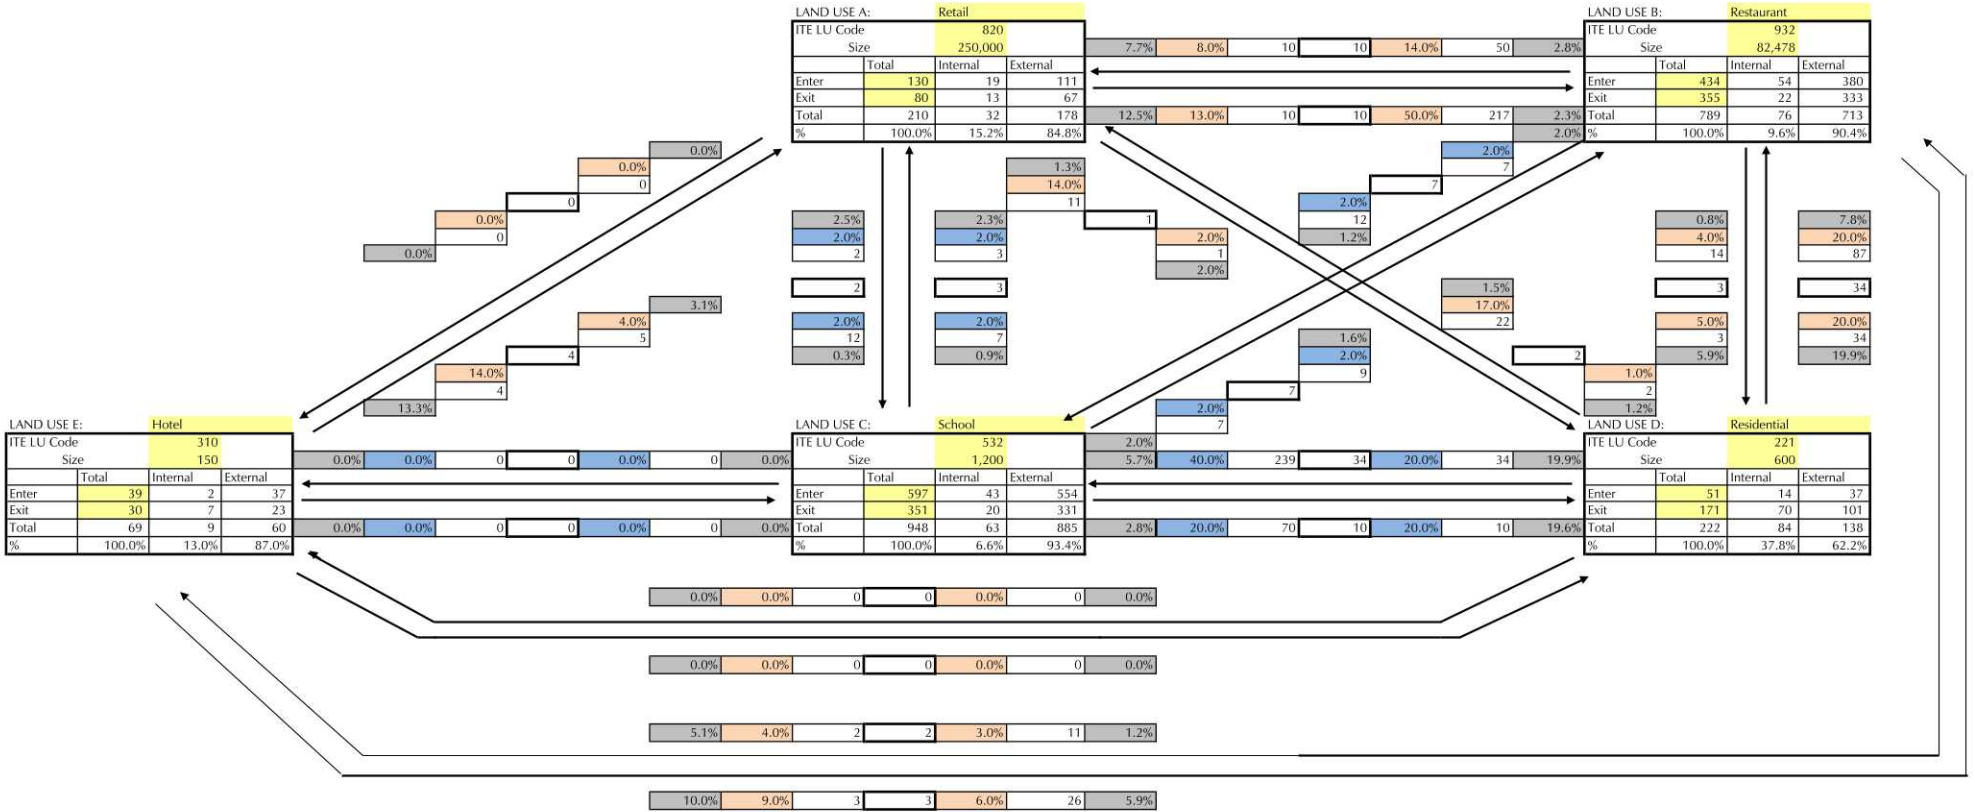 LAND USE A: Retail
ITE LU Code 820
Size 250,000
Total Internal External
Enter 130 19 111
Exit 80 13 67
Total 210 32 178
% 100.0% 15.2% 84.8%
7.7% 8.0% 10 10 14.0% 50 2.8%
12.5% 13.0% 10 10 50.0% 217 2.3%
LAND USE B: Restaurant
ITE LU Code 932
Size 82,478
Total Internal External
Enter 434 54 380
Exit 355 22 333
Total 789 76 713
% 100.0% 9.6% 90.4%
0.0%
0.0%
0
0
0.0%
0
0.0%
3.1%
4.0%
5
4
14.0%
4
13.3%
2.5%
2.0%
2
2
2.0%
12
0.3%
2.3%
2.0%
3
3
2.0%
7
0.9%
1.3%
14.0%
11
1
2.0%
1
2.0%
2.0%
2.0%
7
7
2.0%
12
1.2%
1.5%
17.0%
22
2
1.0%
2
1.2%
1.6%
2.0%
9
7
2.0%
7
2.0%
0.8%
4.0%
14
3
5.0%
3
5.9%
7.8%
20.0%
87
34
20.0%
34
19.9%
LAND USE E: Hotel
ITE LU Code 310
Size 150
Total Internal External
Enter 39 2 37
Exit 30 7 23
Total 69 9 60
% 100.0% 13.0% 87.0%
0.0% 0.0% 0 0 0.0% 0 0.0%
0.0% 0.0% 0 0 0.0% 0 0.0%
LAND USE C: School
ITE LU Code 532
Size 1,200
Total Internal External
Enter 597 43 554
Exit 351 20 331
Total 948 63 885
% 100.0% 6.6% 93.4%
5.7% 40.0% 239 34 20.0% 34 19.9%
2.8% 20.0% 70 10 20.0% 10 19.6%
LAND USE D: Residential
ITE LU Code 221
Size 600
Total Internal External
Enter 51 14 37
Exit 171 70 101
Total 222 84 138
% 100.0% 37.8% 62.2%
0.0% 0.0% 0 0 0.0% 0 0.0%
0.0% 0.0% 0 0 0.0% 0 0.0%
5.1% 4.0% 2 2 3.0% 11 1.2%
10.0% 9.0% 3 3 6.0% 26 5.9%